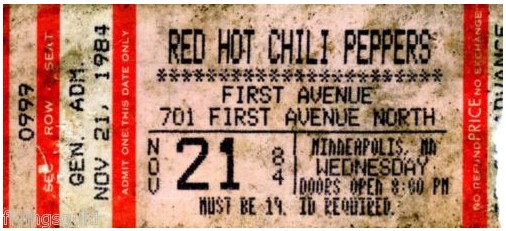 0999
SEC ROW SEAT
GEN ADM.
NOV 21, 1984
ADMIT ONE THIS DATE ONLY
RED HOT CHILI PEPPERS
***************************
FIRST AVENUE
701 FIRST AVENUE NORTH
NOV 21 84
MINNEAPOLIS, MN
WEDNESDAY
DOORS OPEN 8:00 PM
MUST BE 19. ID REQUIRED.
NO REFUND PRICE NO EXCHANGE
ADVANCE